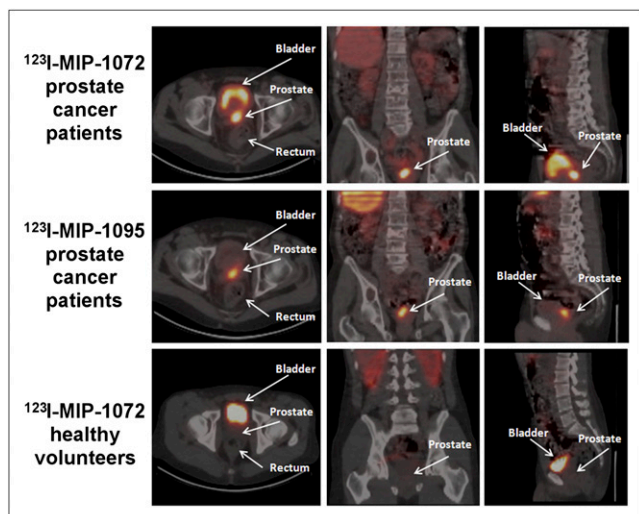 ¹²³I-MIP-1072
prostate
cancer
patients
Bladder
Prostate
Rectum
Prostate
Bladder
Prostate
¹²³I-MIP-1095
prostate
cancer
patients
Bladder
Prostate
Rectum
Prostate
Bladder
Prostate
¹²³I-MIP-1072
healthy
volunteers
Bladder
Prostate
Rectum
Prostate
Bladder
Prostate